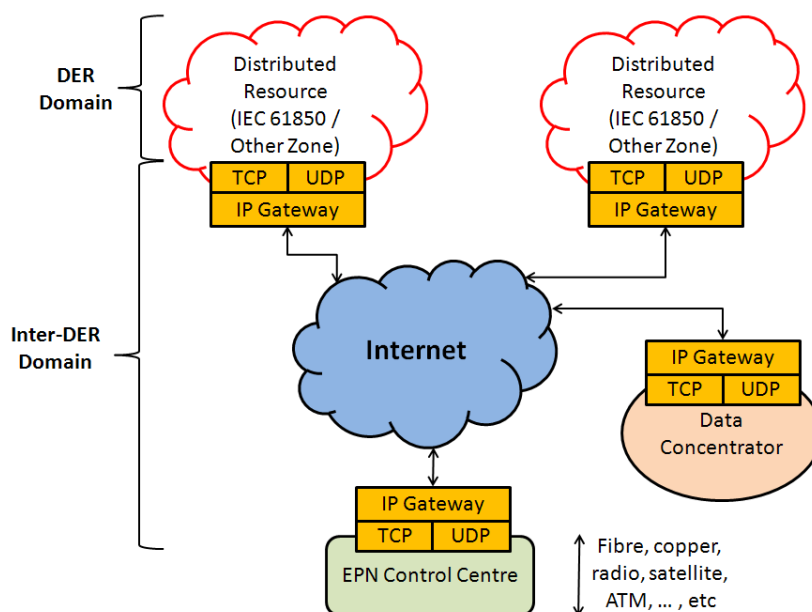 DER
Domain
Distributed
Resource
(IEC 61850 /
Other Zone)
TCP UDP
IP Gateway
Distributed
Resource
(IEC 61850 /
Other Zone)
TCP UDP
IP Gateway
Inter-DER
Domain
Internet
IP Gateway
TCP UDP
Data
Concentrator
IP Gateway
TCP UDP
EPN Control Centre
Fibre, copper,
radio, satellite,
ATM, ... , etc